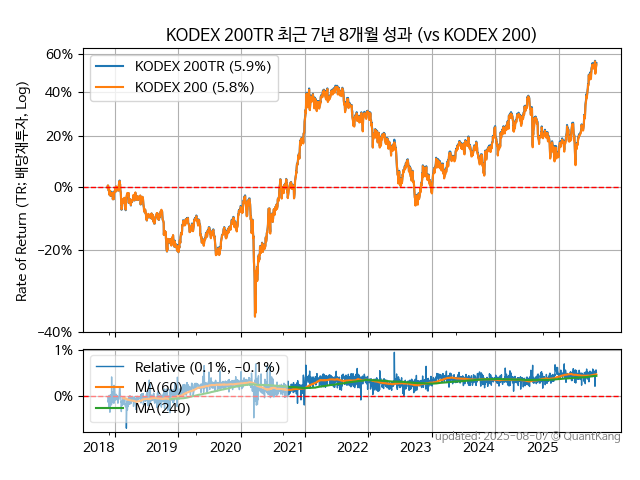 KODEX 200TR 최근 7년 8개월 성과 (vs KODEX 200)
60%
40%
20%
0%
−20%
−40%
Rate of Return (TR: 배당재투자, Log)
KODEX 200TR (5.9%)
KODEX 200 (5.8%)
1%
0%
Relative (0.1%, -0.1%)
MA(60)
MA(240)
2018 2019 2020 2021 2022 2023 2024 2025
updated: 2025-08-07 © QuantKang